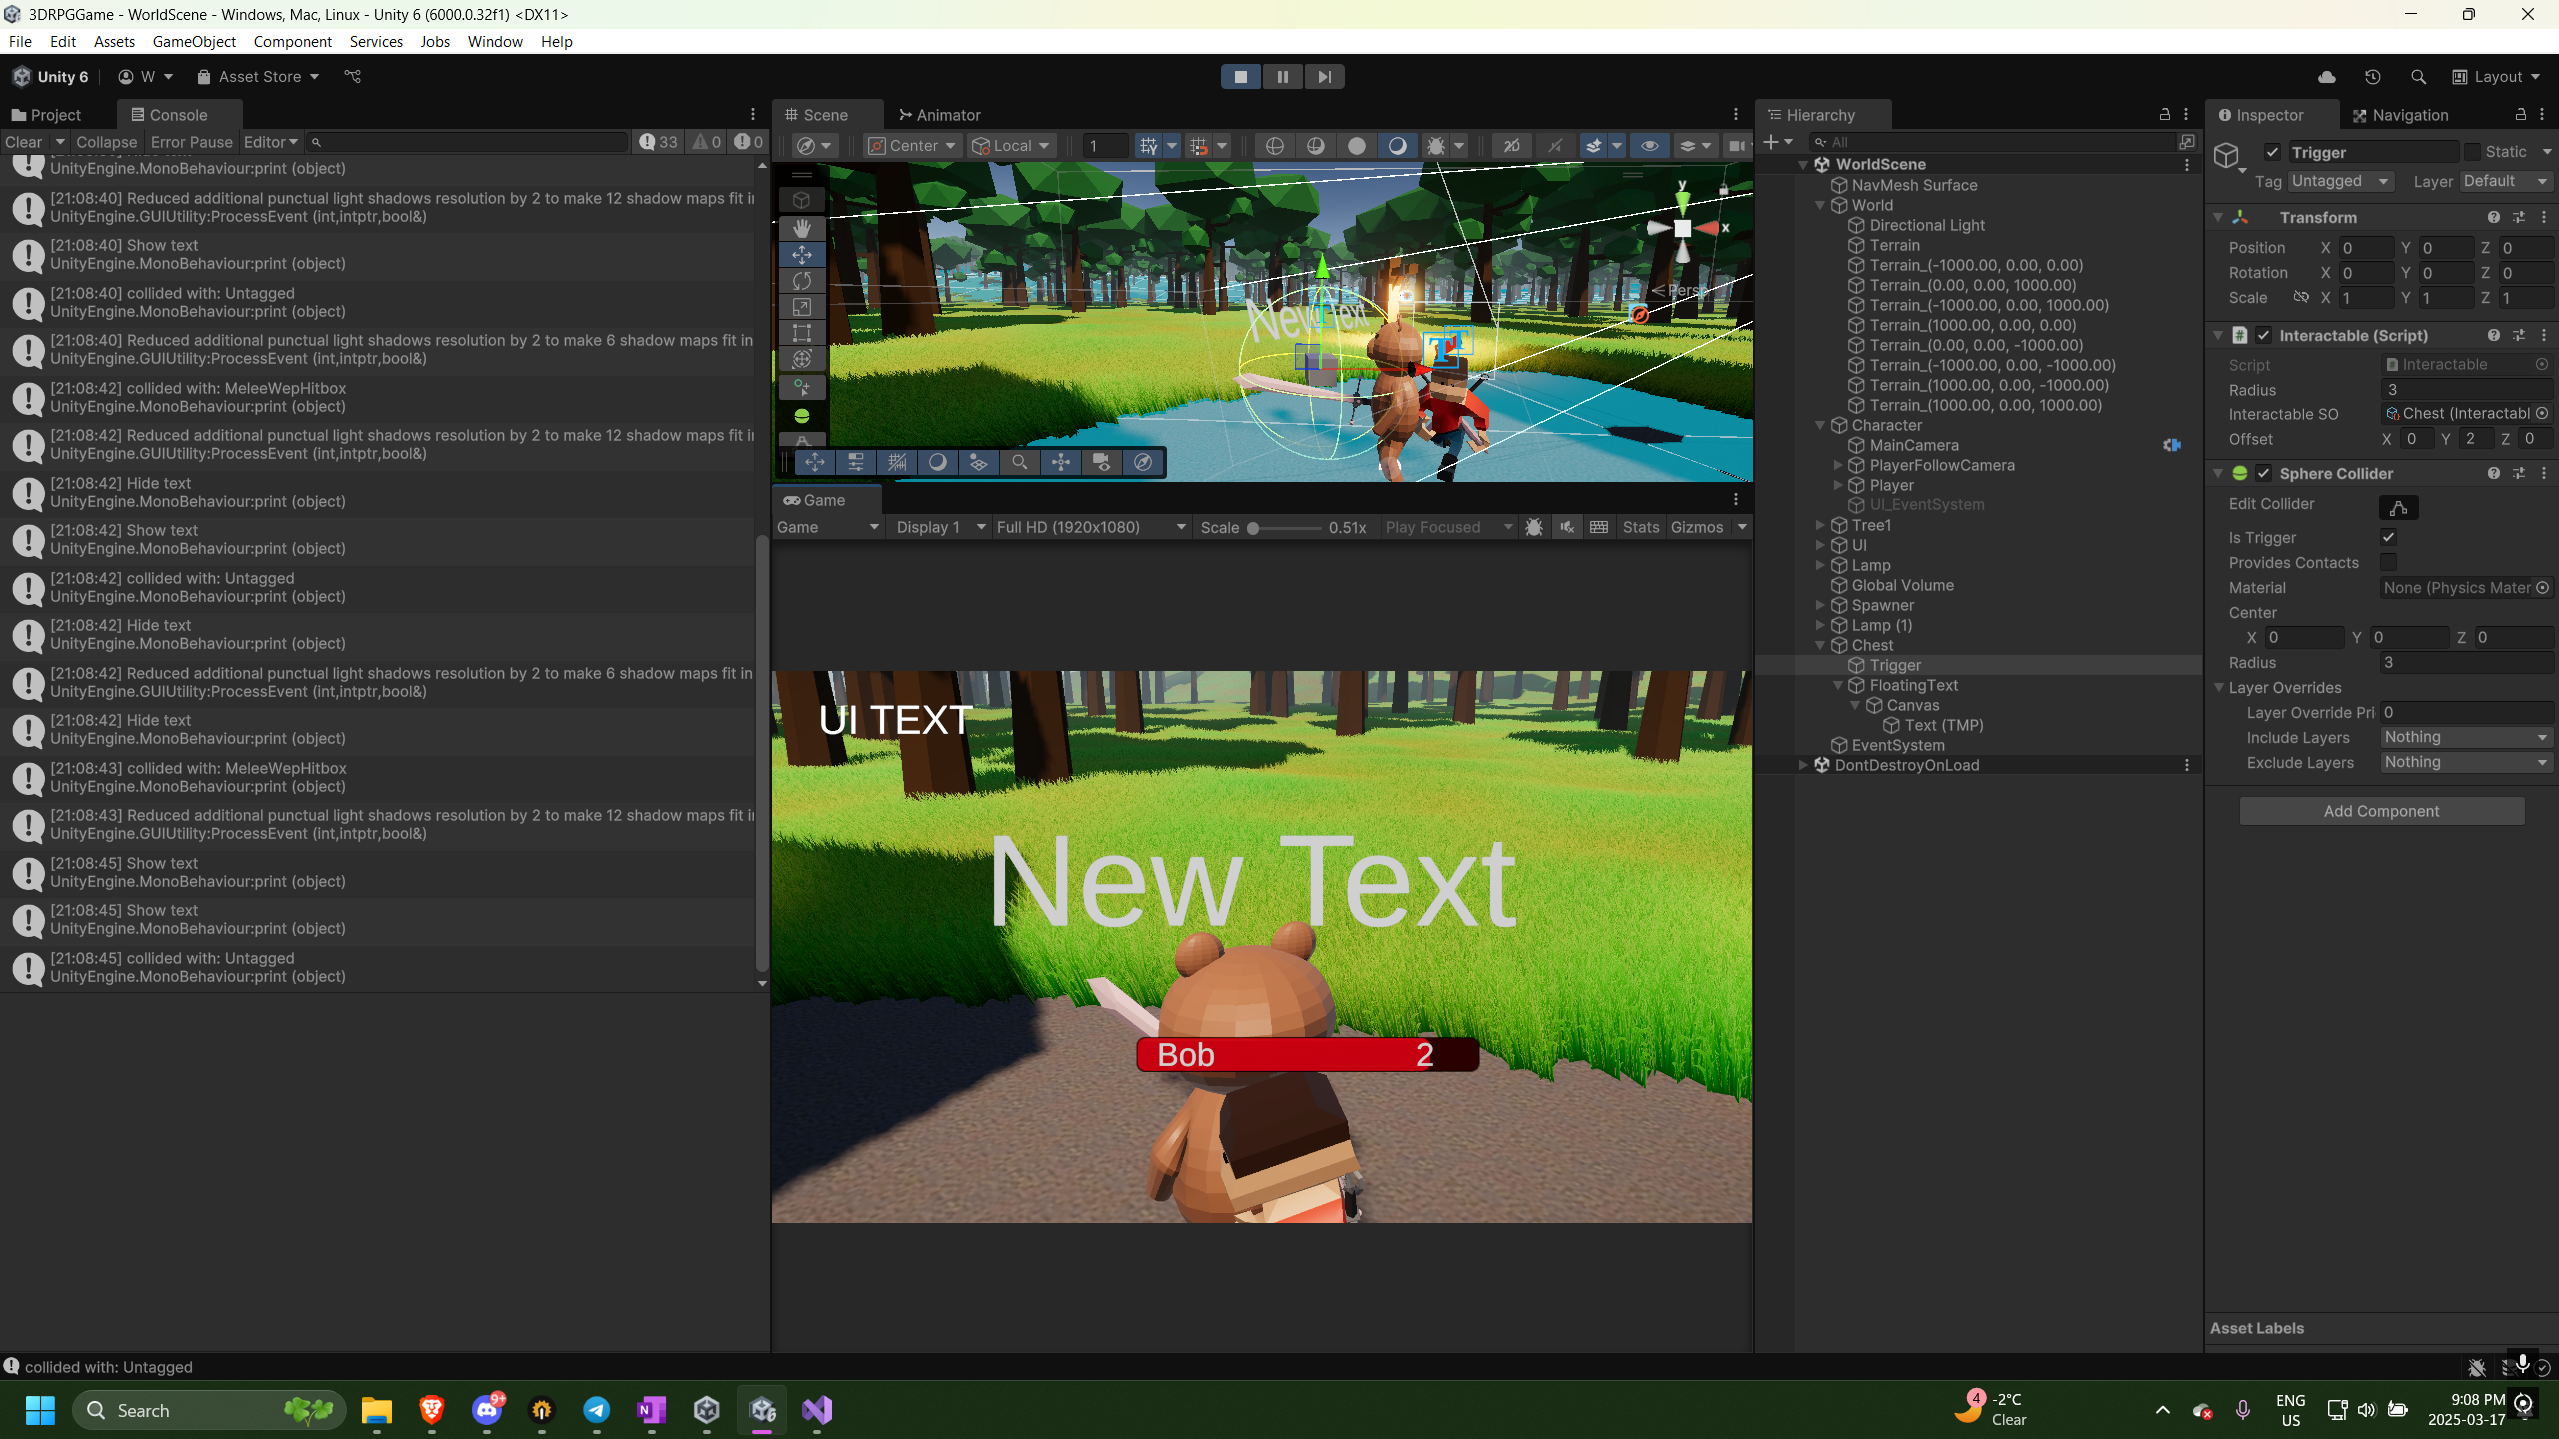 3DRPGGame - WorldScene - Windows, Mac, Linux - Unity 6 (6000.0.32f1) <DX11>
File Edit Assets GameObject Component Services Jobs Window Help
Unity 6 W Asset Store Layout
Project Console
Clear Collapse Error Pause Editor 33 0 0
UnityEngine.MonoBehaviour:print (object)
[21:08:40] Reduced additional punctual light shadows resolution by 2 to make 12 shadow maps fit i
UnityEngine.GUIUtility:ProcessEvent (int,intptr,bool&)
[21:08:40] Show text
UnityEngine.MonoBehaviour:print (object)
[21:08:40] collided with: Untagged
UnityEngine.MonoBehaviour:print (object)
[21:08:40] Reduced additional punctual light shadows resolution by 2 to make 6 shadow maps fit in
UnityEngine.GUIUtility:ProcessEvent (int,intptr,bool&)
[21:08:42] collided with: MeleeWepHitbox
UnityEngine.MonoBehaviour:print (object)
[21:08:42] Reduced additional punctual light shadows resolution by 2 to make 12 shadow maps fit i
UnityEngine.GUIUtility:ProcessEvent (int,intptr,bool&)
[21:08:42] Hide text
UnityEngine.MonoBehaviour:print (object)
[21:08:42] Show text
UnityEngine.MonoBehaviour:print (object)
[21:08:42] collided with: Untagged
UnityEngine.MonoBehaviour:print (object)
[21:08:42] Hide text
UnityEngine.MonoBehaviour:print (object)
[21:08:42] Reduced additional punctual light shadows resolution by 2 to make 6 shadow maps fit in
UnityEngine.GUIUtility:ProcessEvent (int,intptr,bool&)
[21:08:42] Hide text
UnityEngine.MonoBehaviour:print (object)
[21:08:43] collided with: MeleeWepHitbox
UnityEngine.MonoBehaviour:print (object)
[21:08:43] Reduced additional punctual light shadows resolution by 2 to make 12 shadow maps fit i
UnityEngine.GUIUtility:ProcessEvent (int,intptr,bool&)
[21:08:45] Show text
UnityEngine.MonoBehaviour:print (object)
[21:08:45] Show text
UnityEngine.MonoBehaviour:print (object)
[21:08:45] collided with: Untagged
UnityEngine.MonoBehaviour:print (object)
collided with: Untagged
Scene Animator
Center Local 1 2D
y
x
Persp
New Text
Game
Game Display 1 Full HD (1920x1080) Scale 0.51x Play Focused Stats Gizmos
UI TEXT
New Text
Bob 2
Hierarchy
All
WorldScene
NavMesh Surface
World
Directional Light
Terrain
Terrain_(-1000.00, 0.00, 0.00)
Terrain_(0.00, 0.00, 1000.00)
Terrain_(-1000.00, 0.00, 1000.00)
Terrain_(1000.00, 0.00, 0.00)
Terrain_(0.00, 0.00, -1000.00)
Terrain_(-1000.00, 0.00, -1000.00)
Terrain_(1000.00, 0.00, -1000.00)
Terrain_(1000.00, 0.00, 1000.00)
Character
MainCamera
PlayerFollowCamera
Player
UI_EventSystem
Tree1
UI
Lamp
Global Volume
Spawner
Lamp (1)
Chest
Trigger
FloatingText
Canvas
Text (TMP)
EventSystem
DontDestroyOnLoad
Inspector Navigation
Trigger Static
Tag Untagged Layer Default
Transform
Position X 0 Y 0 Z 0
Rotation X 0 Y 0 Z 0
Scale X 1 Y 1 Z 1
Interactable (Script)
Script Interactable
Radius 3
Interactable SO Chest (Interactabl
Offset X 0 Y 2 Z 0
Sphere Collider
Edit Collider
Is Trigger
Provides Contacts
Material None (Physics Mater
Center
X 0 Y 0 Z 0
Radius 3
Layer Overrides
Layer Override Pri 0
Include Layers Nothing
Exclude Layers Nothing
Add Component
Asset Labels
Search 9+
4 -2°C
Clear
ENG
US
9:08 PM
2025-03-17